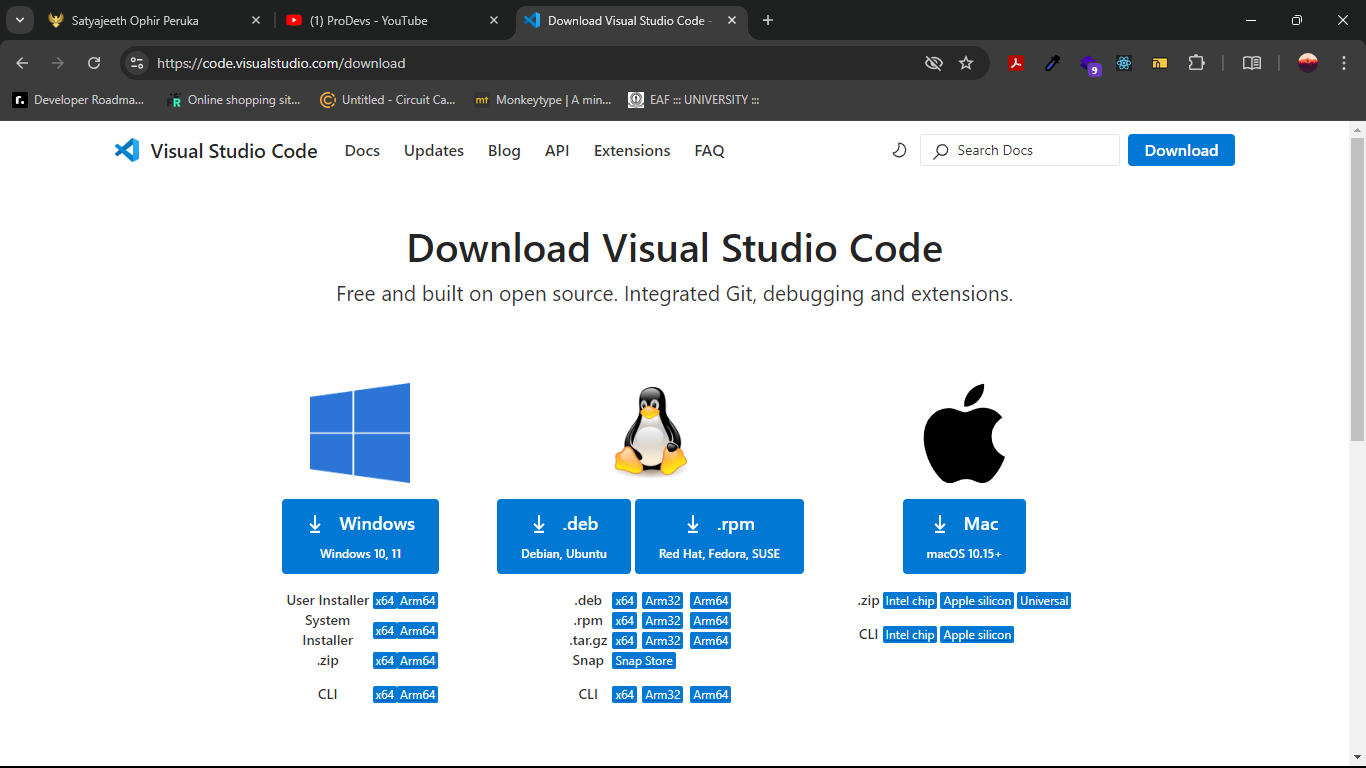 Satyajeeth Ophir Peruka
(1) ProDevs - YouTube
Download Visual Studio Code -
https://code.visualstudio.com/download
9
Developer Roadma...
Online shopping sit...
Untitled - Circuit Ca...
mt Monkeytype | A min...
EAF ::: UNIVERSITY :::
Visual Studio Code Docs Updates Blog API Extensions FAQ Search Docs Download
Download Visual Studio Code
Free and built on open source. Integrated Git, debugging and extensions.
Windows
Windows 10, 11
User Installer x64 Arm64
System
Installer x64 Arm64
.zip x64 Arm64
CLI x64 Arm64
.deb
Debian, Ubuntu
.rpm
Red Hat, Fedora, SUSE
.deb x64 Arm32 Arm64
.rpm x64 Arm32 Arm64
.tar.gz x64 Arm32 Arm64
Snap Snap Store
CLI x64 Arm32 Arm64
Mac
macOS 10.15+
.zip Intel chip Apple silicon Universal
CLI Intel chip Apple silicon